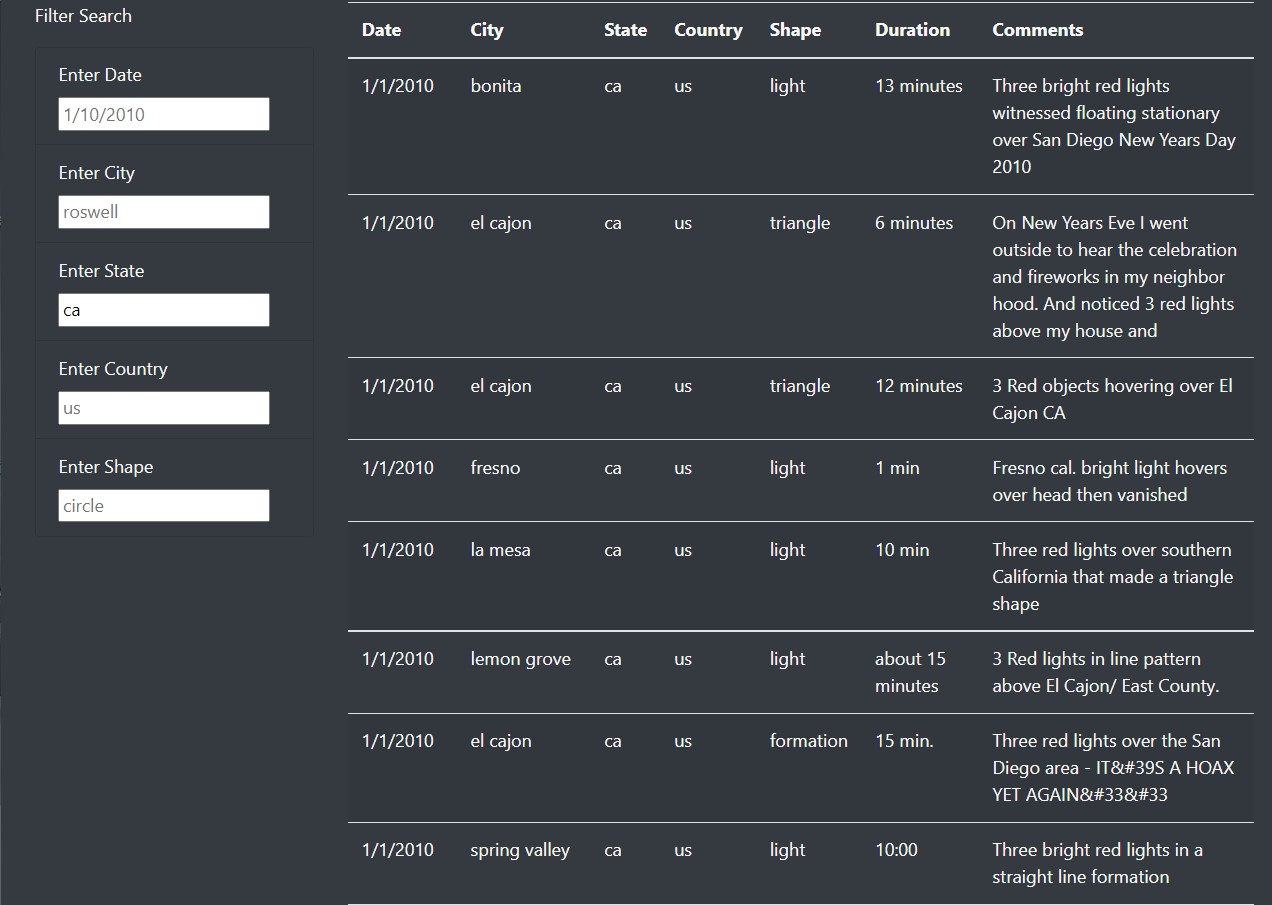 Filter Search
Enter Date
1/10/2010
Enter City
roswell
Enter State
ca
Enter Country
us
Enter Shape
circle
Date City State Country Shape Duration Comments
1/1/2010 bonita ca us light 13 minutes Three bright red lights
witnessed floating stationary
over San Diego New Years Day
2010
1/1/2010 el cajon ca us triangle 6 minutes On New Years Eve I went
outside to hear the celebration
and fireworks in my neighbor
hood. And noticed 3 red lights
above my house and
1/1/2010 el cajon ca us triangle 12 minutes 3 Red objects hovering over El
Cajon CA
1/1/2010 fresno ca us light 1 min Fresno cal. bright light hovers
over head then vanished
1/1/2010 la mesa ca us light 10 min Three red lights over southern
California that made a triangle
shape
1/1/2010 lemon grove ca us light about 15 3 Red lights in line pattern
minutes above El Cajon/ East County.
1/1/2010 el cajon ca us formation 15 min. Three red lights over the San
Diego area - IT&#39S A HOAX
YET AGAIN&#33&#33
1/1/2010 spring valley ca us light 10:00 Three bright red lights in a
straight line formation